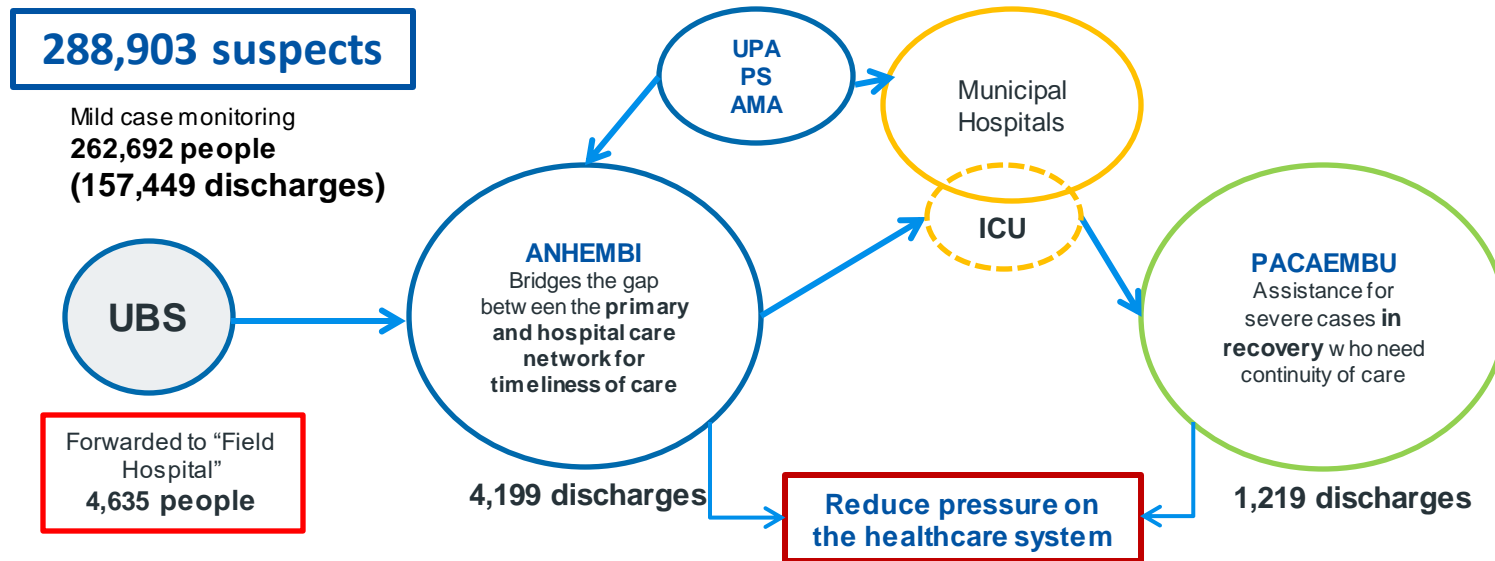 288,903 suspects
Mild case monitoring
262,692 people
(157,449 discharges)
UBS
Forwarded to “Field
Hospital”
4,635 people
UPA
PS
AMA
Municipal
Hospitals
ICU
ANHEMBI
Bridges the gap
between the primary
and hospital care
network for
timeliness of care
4,199 discharges
PACAEMBU
Assistance for
severe cases in
recovery who need
continuity of care
1,219 discharges
Reduce pressure on
the healthcare system